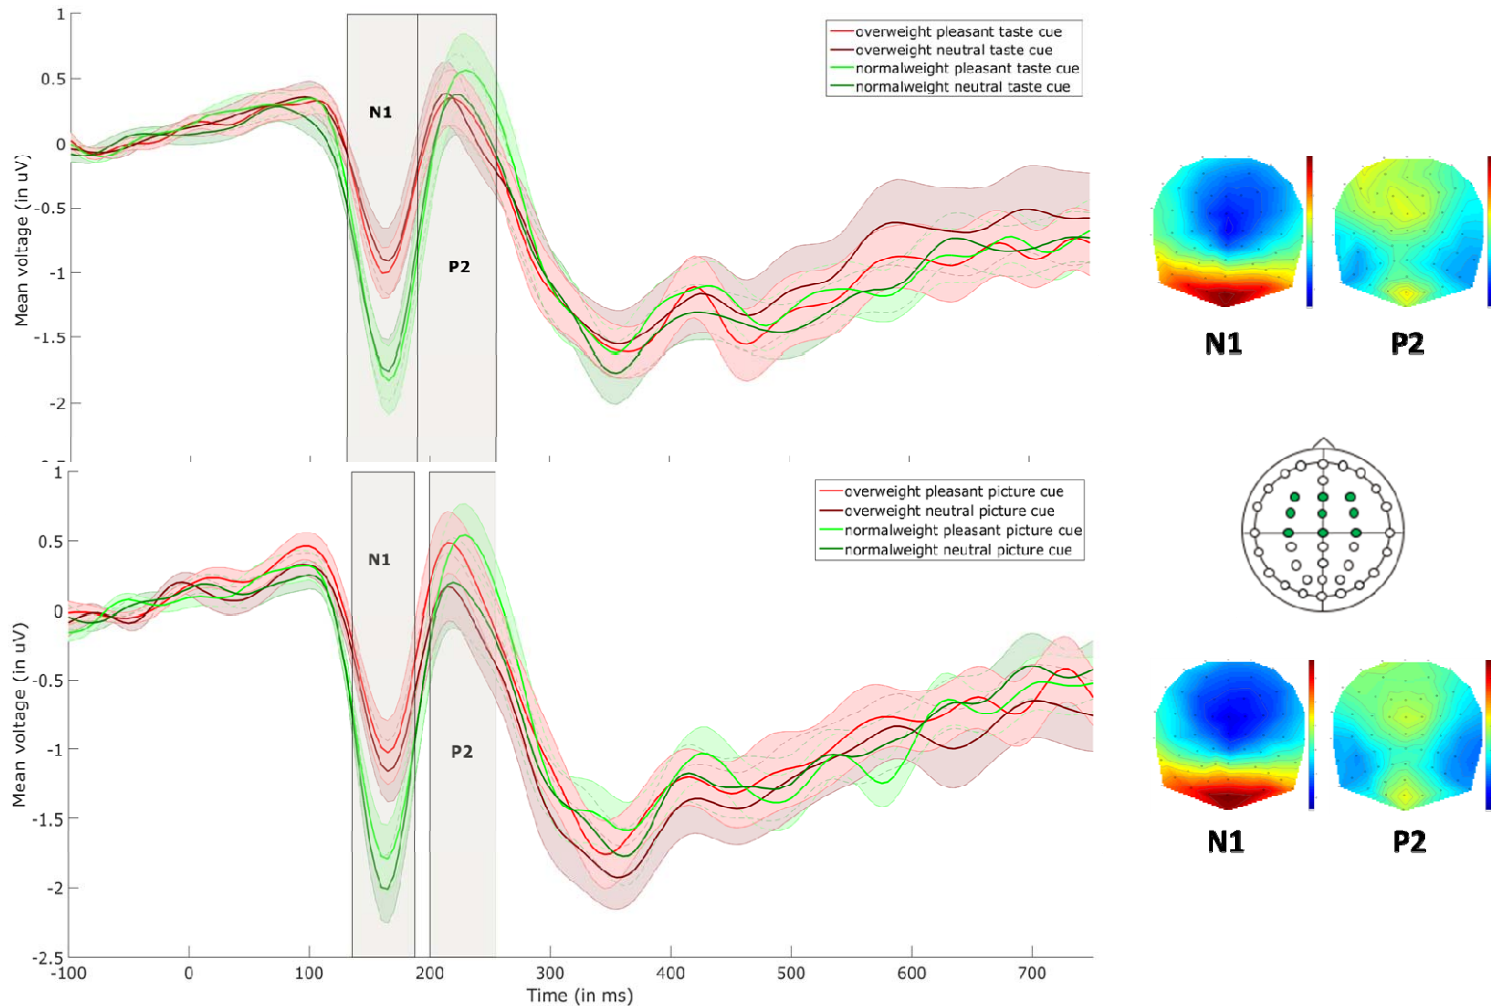 1
0.5
0
-0.5
-1
-1.5
-2
Mean voltage (in uV)
N1
P2
overweight pleasant taste cue
overweight neutral taste cue
normalweight pleasant taste cue
normalweight neutral taste cue
N1
P2
1
0.5
0
-0.5
-1
-1.5
-2
-2.5
Mean voltage (in uV)
N1
P2
overweight pleasant picture cue
overweight neutral picture cue
normalweight pleasant picture cue
normalweight neutral picture cue
-100 0 100 200 300 400 500 600 700
Time (in ms)
N1
P2